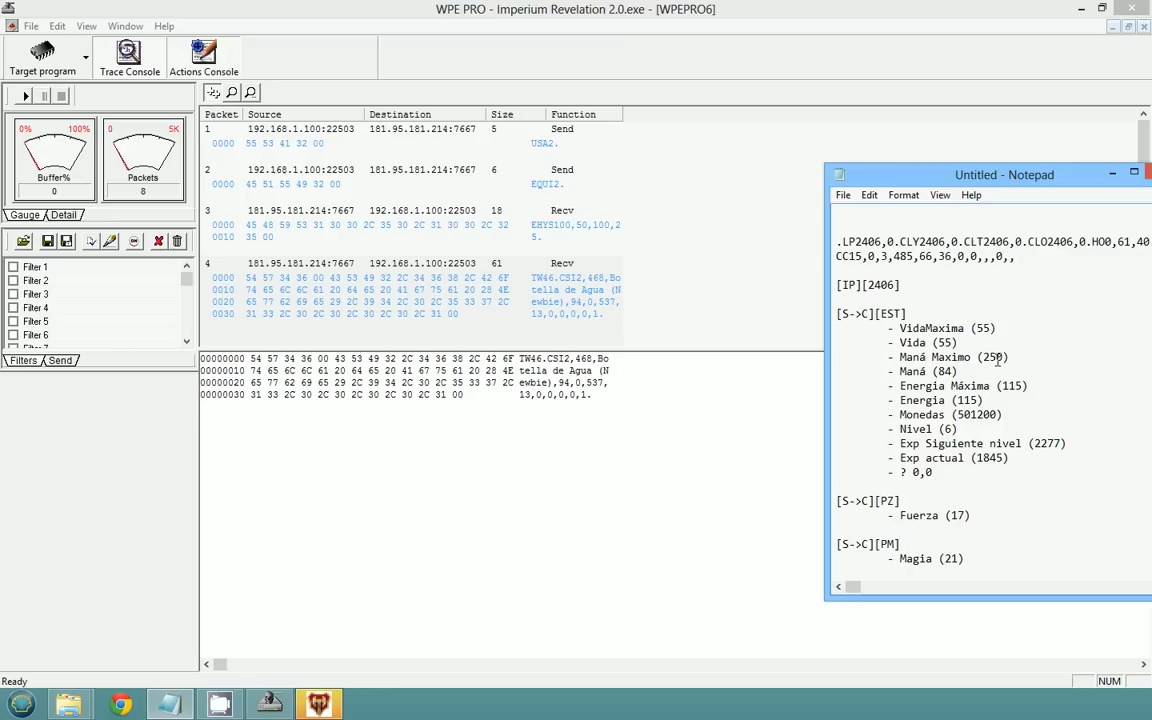 WPE PRO - Imperium Revelation 2.0.exe - [WPEPRO6]
File Edit View Window Help
Target program Trace Console Actions Console
0% 100% 0 5K
Buffer% Packets
0 8
Gauge Detail
Filter 1
Filter 2
Filter 3
Filter 4
Filter 5
Filter 6
Filters Send
Packet Source Destination Size Function
1 192.168.1.100:22503 181.95.181.214:7667 5 Send
0000 55 53 41 32 00 USA2.
2 192.168.1.100:22503 181.95.181.214:7667 6 Send
0000 45 51 55 49 32 00 EQUI2.
3 181.95.181.214:7667 192.168.1.100:22503 18 Recv
0000 45 48 59 53 31 30 30 2C 35 30 2C 31 30 30 2C 32 EHYS100,50,100,2
0010 35 00 5.
4 181.95.181.214:7667 192.168.1.100:22503 61 Recv
0000 54 57 34 36 00 43 53 49 32 2C 34 36 38 2C 42 6F TW46.CSI2,468,Bo
0010 74 65 6C 6C 61 20 64 65 20 41 67 75 61 20 28 4E tella de Agua (N
0020 65 77 62 69 65 29 2C 39 34 2C 30 2C 35 33 37 2C ewbie),94,0,537,
0030 31 33 2C 30 2C 30 2C 30 2C 31 00 13,0,0,0,0,1.
00000000 54 57 34 36 00 43 53 49 32 2C 34 36 38 2C 42 6F TW46.CSI2,468,Bo
00000010 74 65 6C 6C 61 20 64 65 20 41 67 75 61 20 28 4E tella de Agua (N
00000020 65 77 62 69 65 29 2C 39 34 2C 30 2C 35 33 37 2C ewbie),94,0,537,
00000030 31 33 2C 30 2C 30 2C 30 2C 30 2C 31 00 13,0,0,0,0,1.
Untitled - Notepad
File Edit Format View Help
.LP2406,0.CLY2406,0.CLT2406,0.CLO2406,0.HO0,61,40
CC15,0,3,485,66,36,0,0,,,0,,
[IP][2406]
[S->C][EST]
- VidaMaxima (55)
- Vida (55)
- Maná Maximo (250)
- Maná (84)
- Energia Máxima (115)
- Energia (115)
- Monedas (501200)
- Nivel (6)
- Exp Siguiente nivel (2277)
- Exp actual (1845)
- ? 0,0
[S->C][PZ]
- Fuerza (17)
[S->C][PM]
- Magia (21)
Ready
NUM